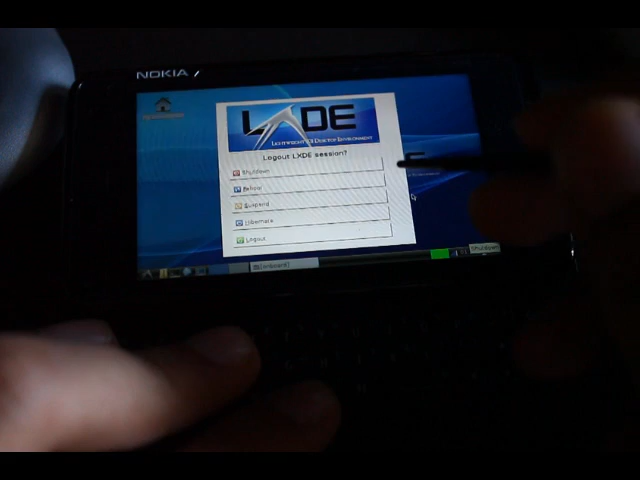 NOKIA
LXDE
LIGHTWEIGHT X11 DESKTOP ENVIRONMENT
Logout LXDE session?
Shutdown
Reboot
Suspend
Hibernate
Logout
Shutdown